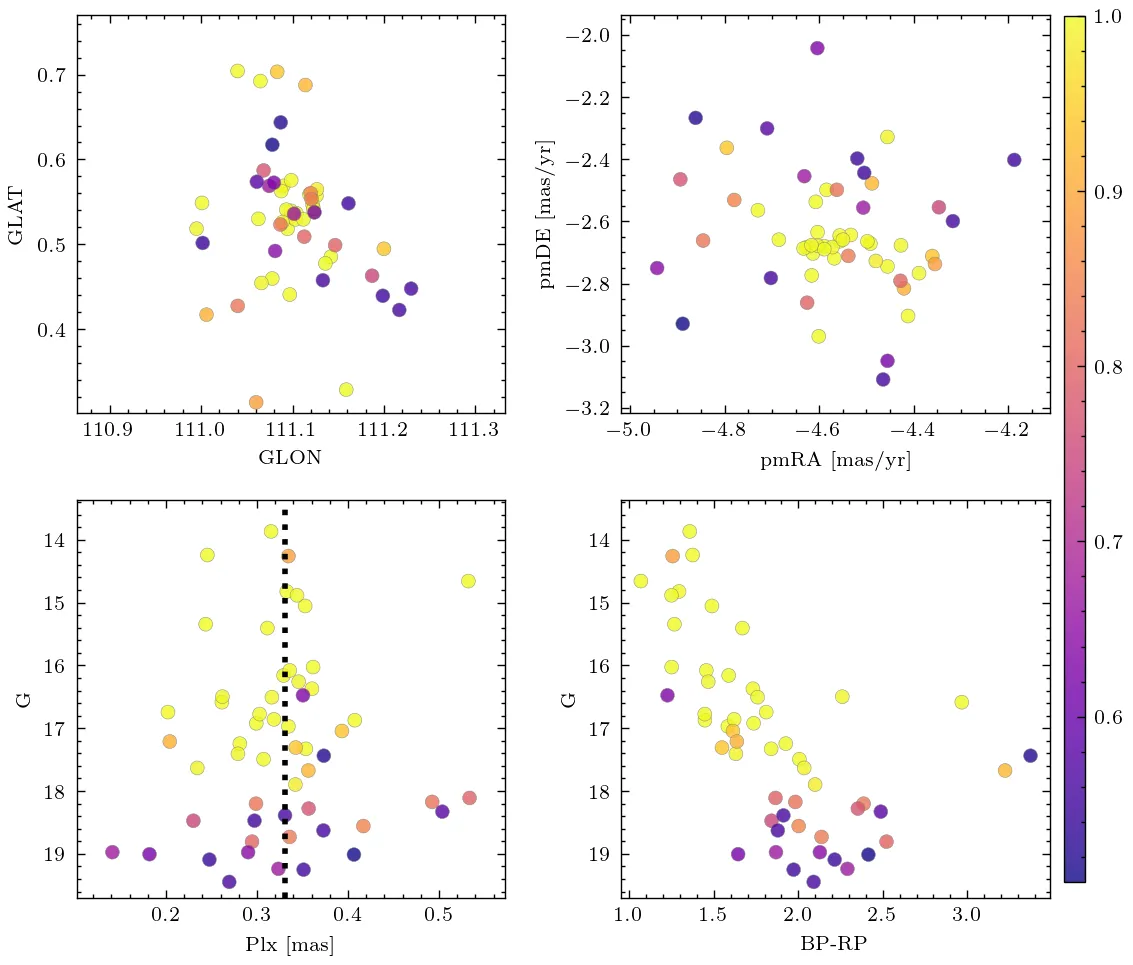 0.7
0.6
0.5
0.4
GLAT
110.9 111.0 111.1 111.2 111.3
GLON
−2.0
−2.2
−2.4
−2.6
−2.8
−3.0
−3.2
pmDE [mas/yr]
−5.0 −4.8 −4.6 −4.4 −4.2
pmRA [mas/yr]
14
15
16
17
18
19
G
0.2 0.3 0.4 0.5
Plx [mas]
14
15
16
17
18
19
G
1.0 1.5 2.0 2.5 3.0
BP-RP
1.0
0.9
0.8
0.7
0.6